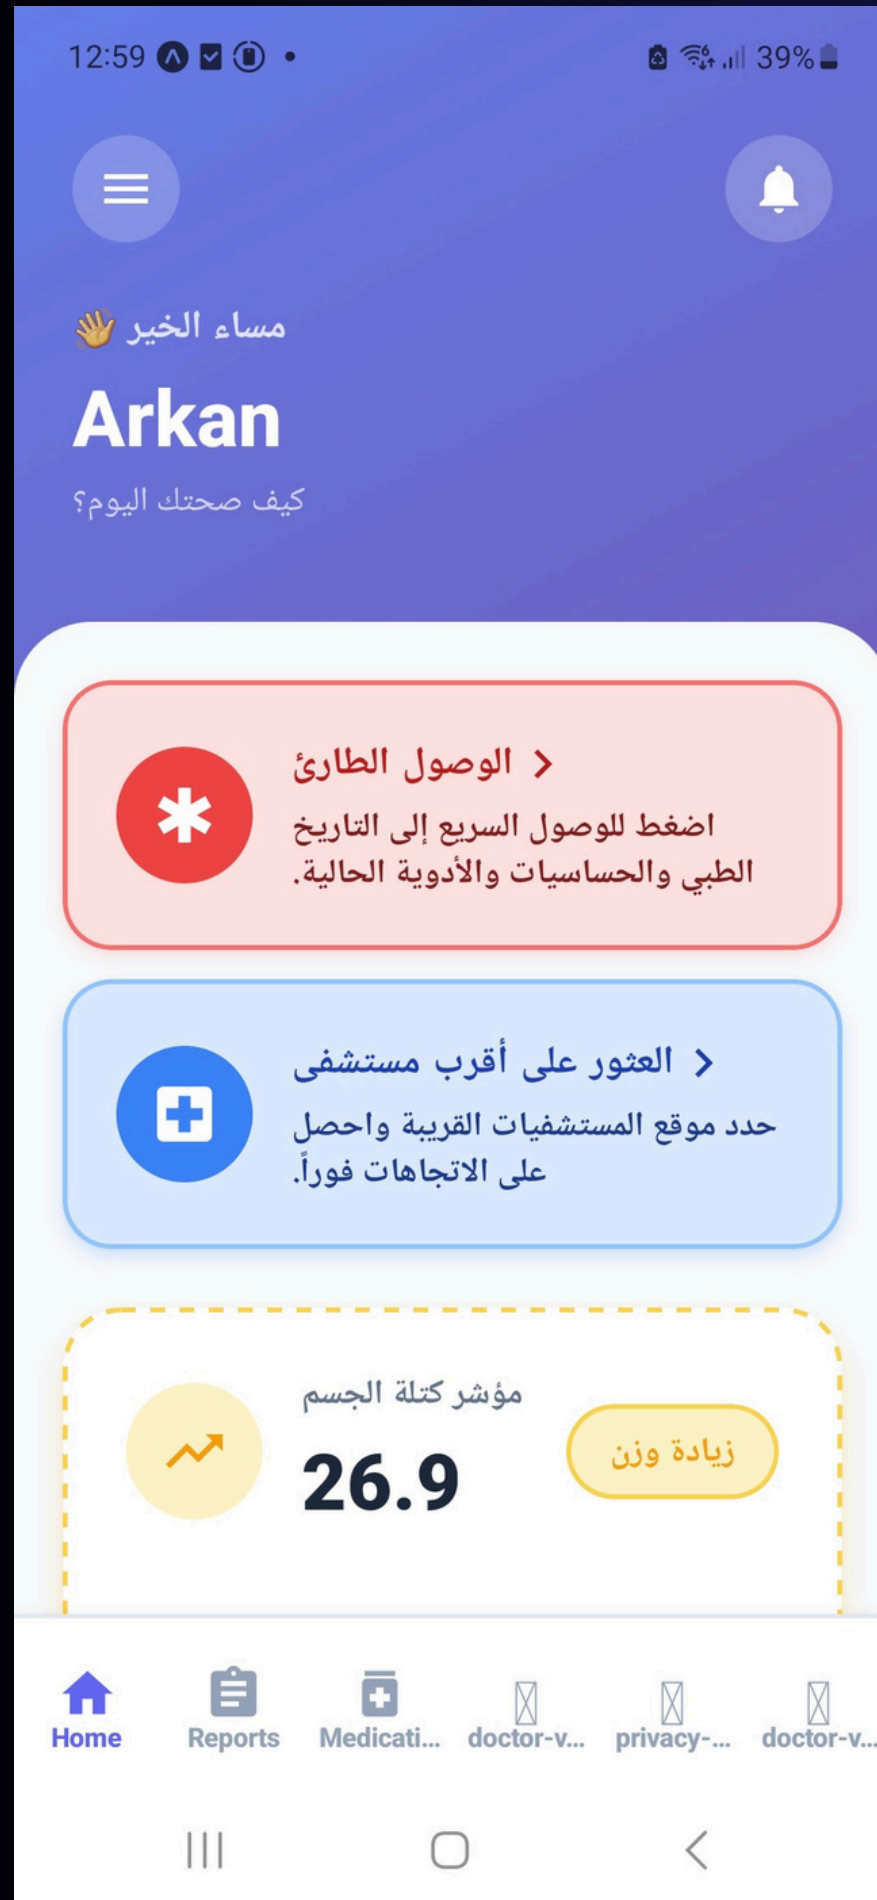 12:59
39%
مساء الخير 👋
Arkan
كيف صحتك اليوم؟
الوصول الطارئ
اضغط للوصول السريع إلى التاريخ
الطبي والحساسيات والأدوية الحالية.
العثور على أقرب مستشفى
حدد موقع المستشفيات القريبة واحصل
على الاتجاهات فوراً.
مؤشر كتلة الجسم
26.9
زيادة وزن
Home
Reports
Medicati...
doctor-v...
privacy-...
doctor-v...